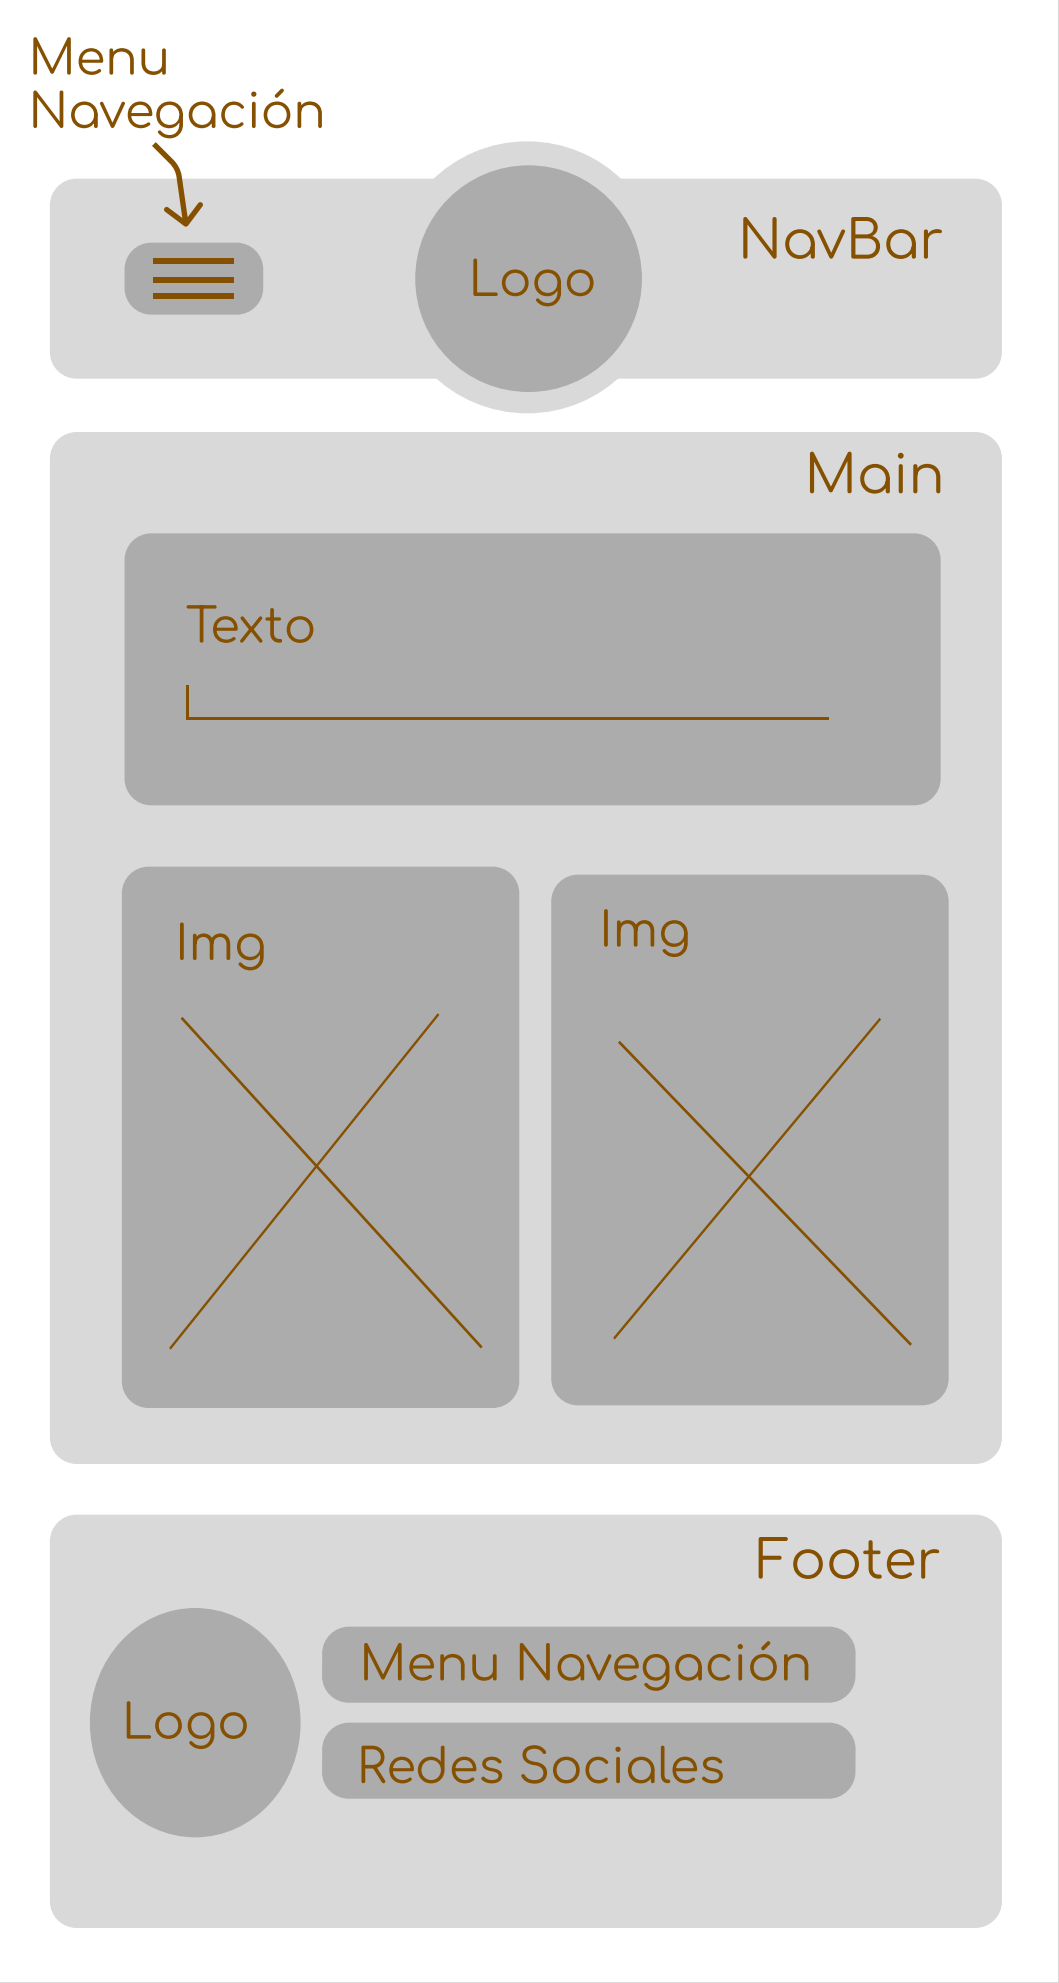 Menu
Navegación
Logo
NavBar
Main
Texto
Img
Img
Footer
Logo
Menu Navegación
Redes Sociales